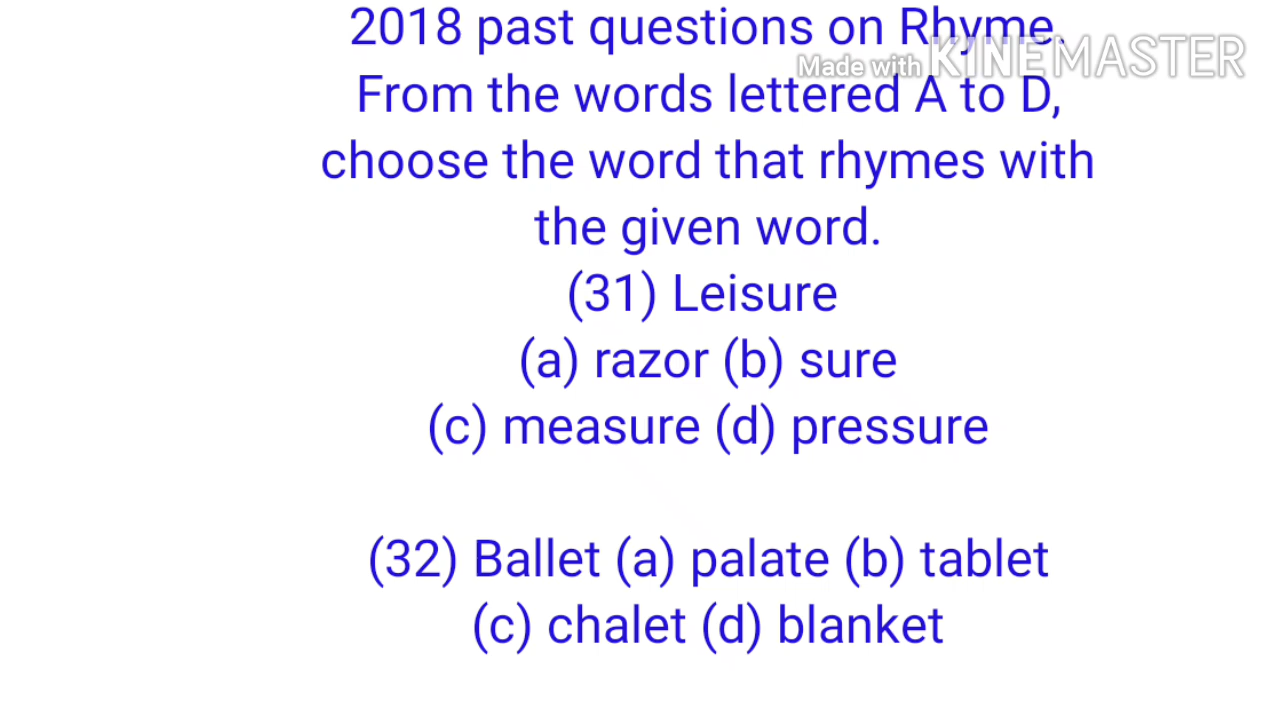 2018 past questions on Rhyme.
Made with KINEMASTER
From the words lettered A to D,
choose the word that rhymes with
the given word.
(31) Leisure
(a) razor (b) sure
(c) measure (d) pressure
(32) Ballet (a) palate (b) tablet
(c) chalet (d) blanket